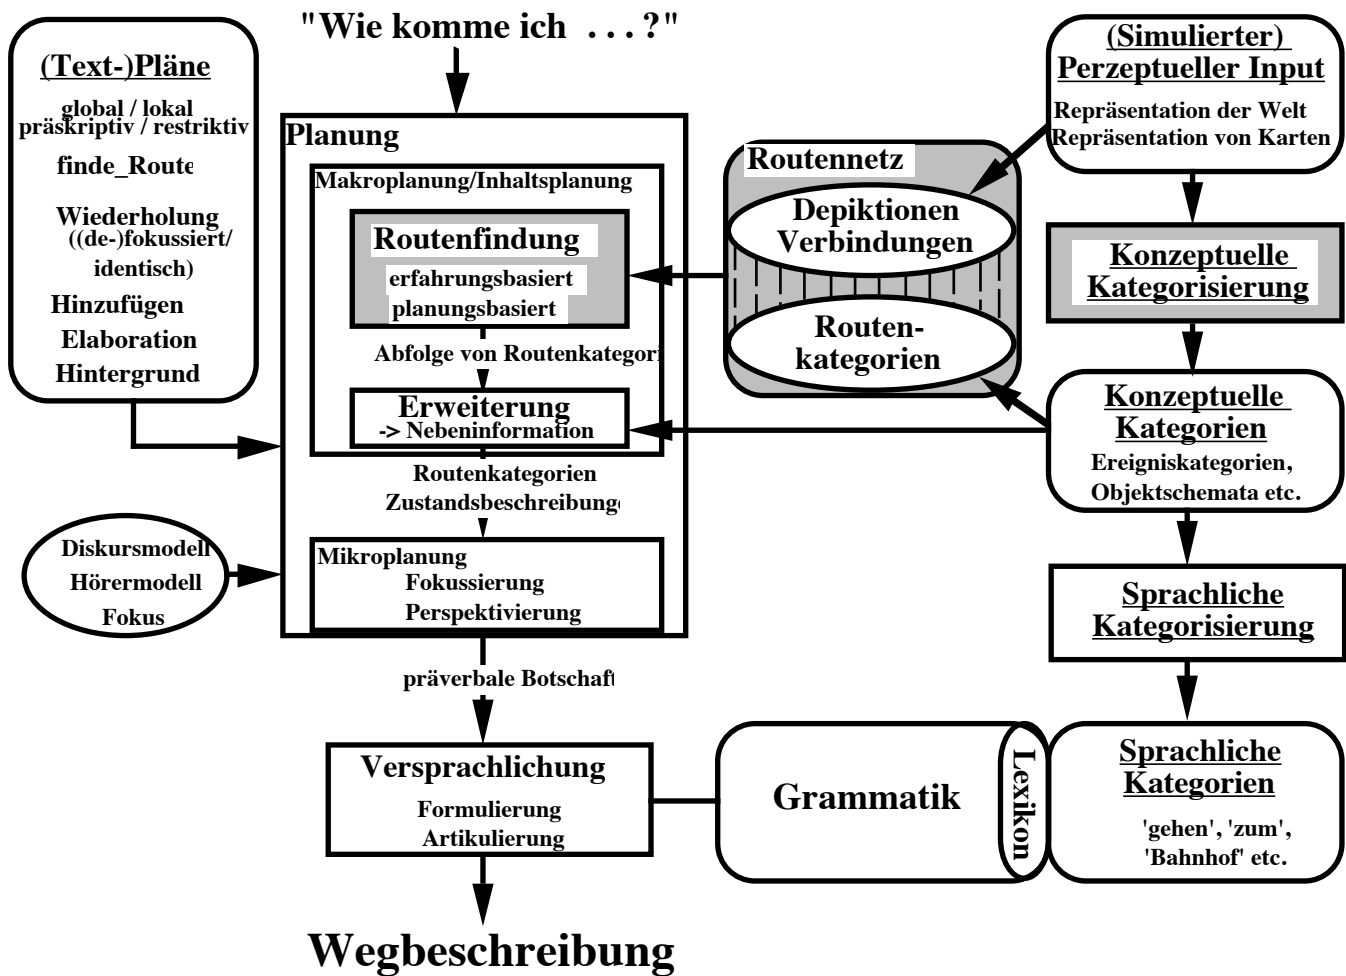 "Wie komme ich . . . ?"
(Text-)Pläne
global / lokal
präskriptiv / restriktiv
finde_Route
Wiederholung
((de-)fokussiert/
identisch)
Hinzufügen
Elaboration
Hintergrund
Diskursmodell
Hörermodell
Fokus
Planung
Makroplanung/Inhaltsplanung
Routenfindung
erfahrungsbasiert
planungsbasiert
Abfolge von Routenkategori
Erweiterung
-> Nebeninformation
Routenkategorien
Zustandsbeschreibunge
Mikroplanung
Fokussierung
Perspektivierung
präverbale Botschaft
Versprachlichung
Formulierung
Artikulierung
Wegbeschreibung
Routennetz
Depiktionen
Verbindungen
Routen-
kategorien
Grammatik
Lexikon
(Simulierter)
Perzeptueller Input
Repräsentation der Welt
Repräsentation von Karten
Konzeptuelle
Kategorisierung
Konzeptuelle
Kategorien
Ereigniskategorien,
Objektschemata etc.
Sprachliche
Kategorisierung
Sprachliche
Kategorien
'gehen', 'zum',
'Bahnhof' etc.